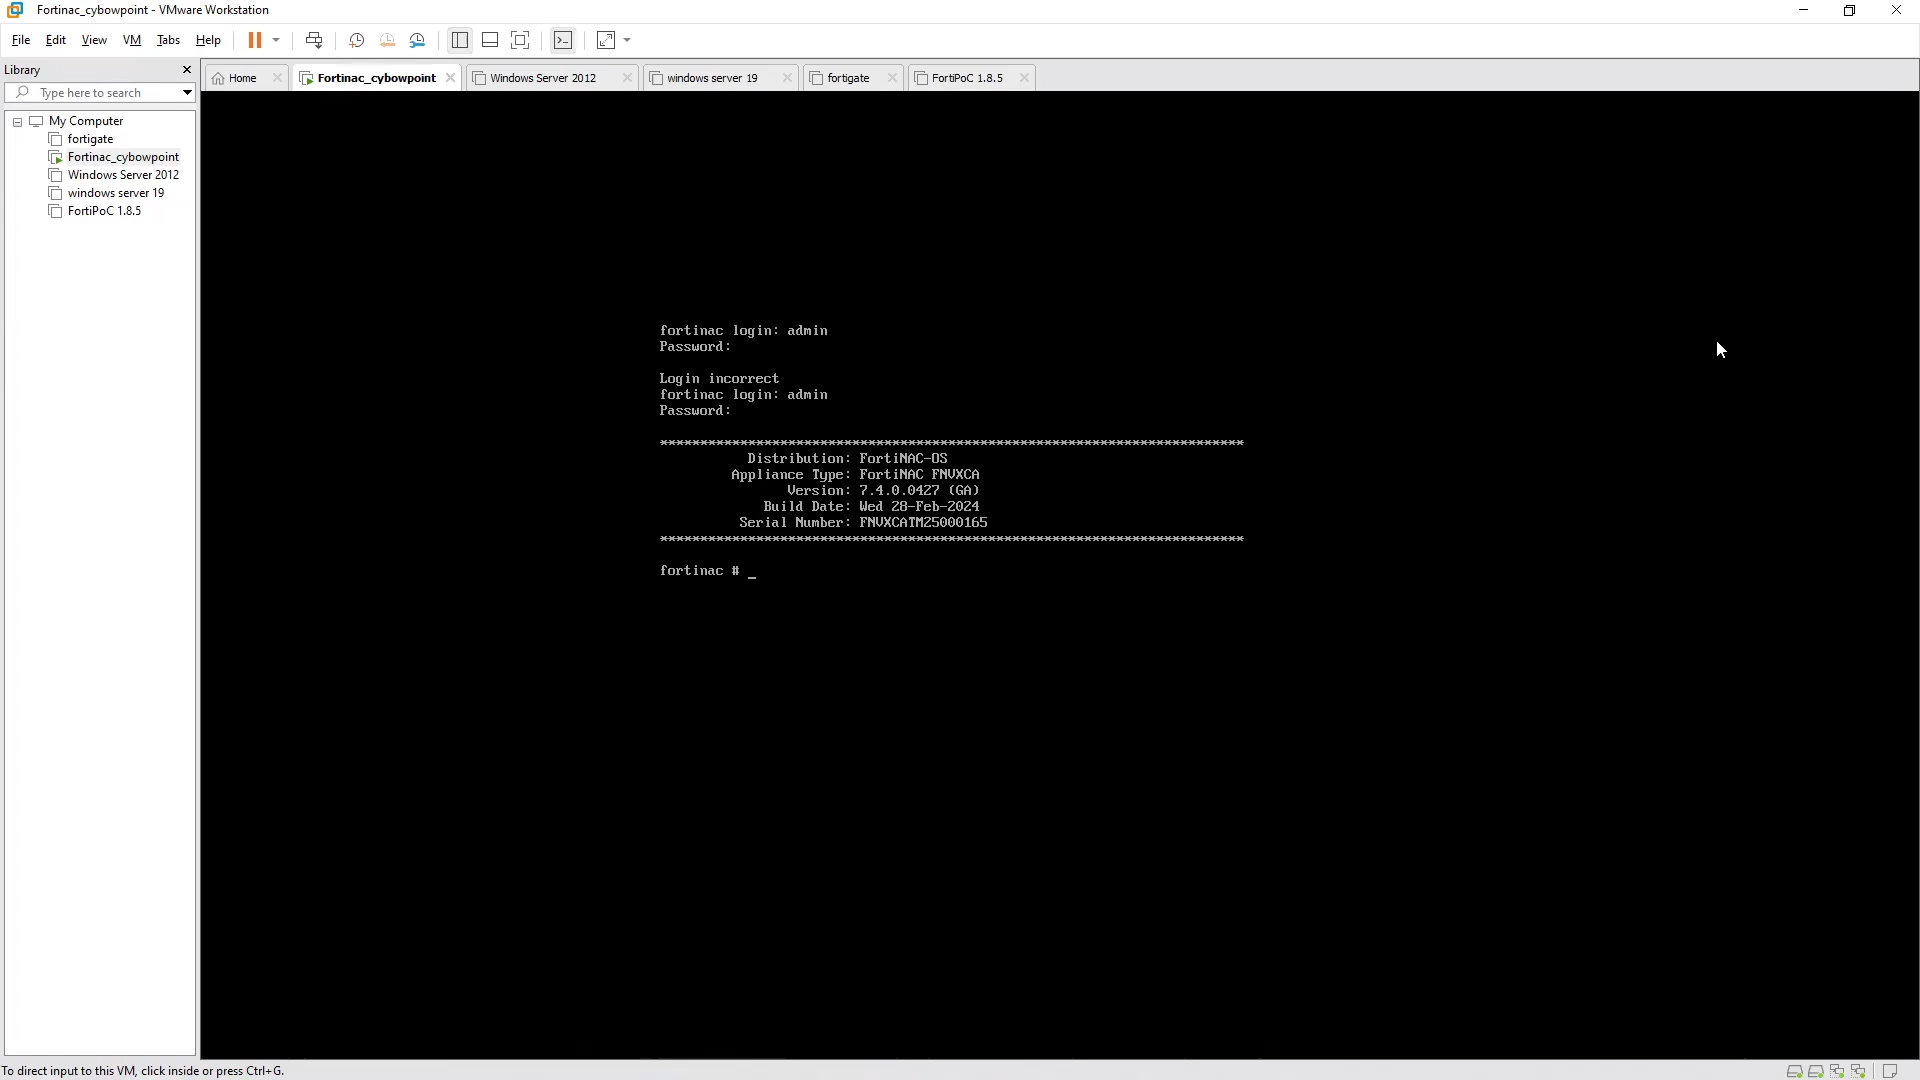 Fortinac_cybowpoint - VMware Workstation
File Edit View VM Tabs Help
Library
Home
Fortinac_cybowpoint
Windows Server 2012
windows server 19
fortigate
FortiPoC 1.8.5
Type here to search
My Computer
fortigate
Fortinac_cybowpoint
Windows Server 2012
windows server 19
FortiPoC 1.8.5
fortinac login: admin
Password:
Login incorrect
fortinac login: admin
Password:
*************************************************************************
Distribution: FortiNAC-OS
Appliance Type: FortiNAC FNVXCA
Version: 7.4.0.0427 (GA)
Build Date: Wed 28-Feb-2024
Serial Number: FNVXCATM25000165
*************************************************************************
fortinac # _
To direct input to this VM, click inside or press Ctrl+G.